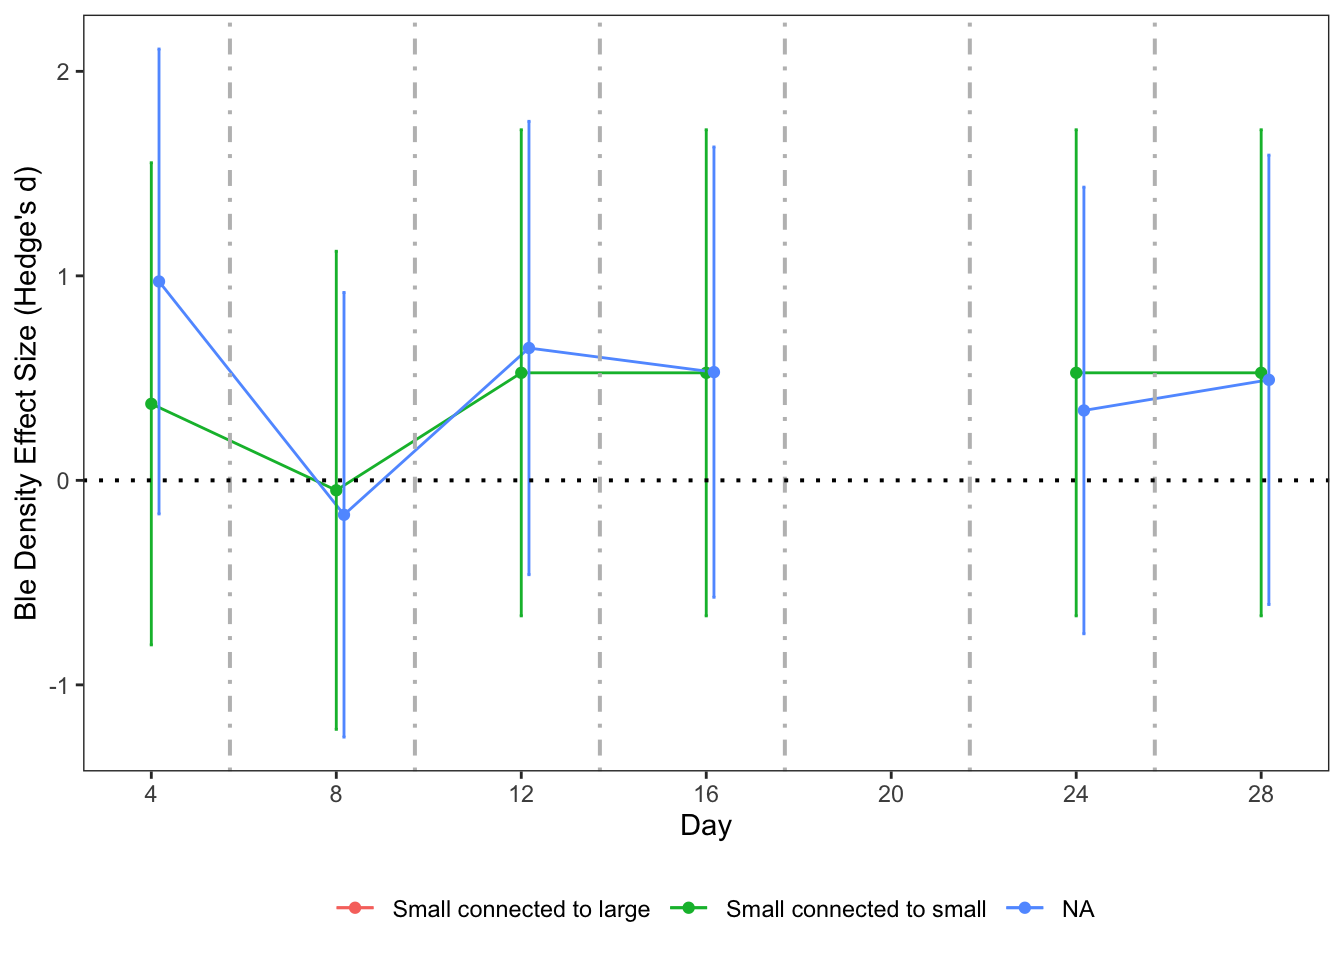 Ble Density Effect Size (Hedge's d)
2
1
0
-1
4 8 12 16 20 24 28
Day
Small connected to large Small connected to small NA